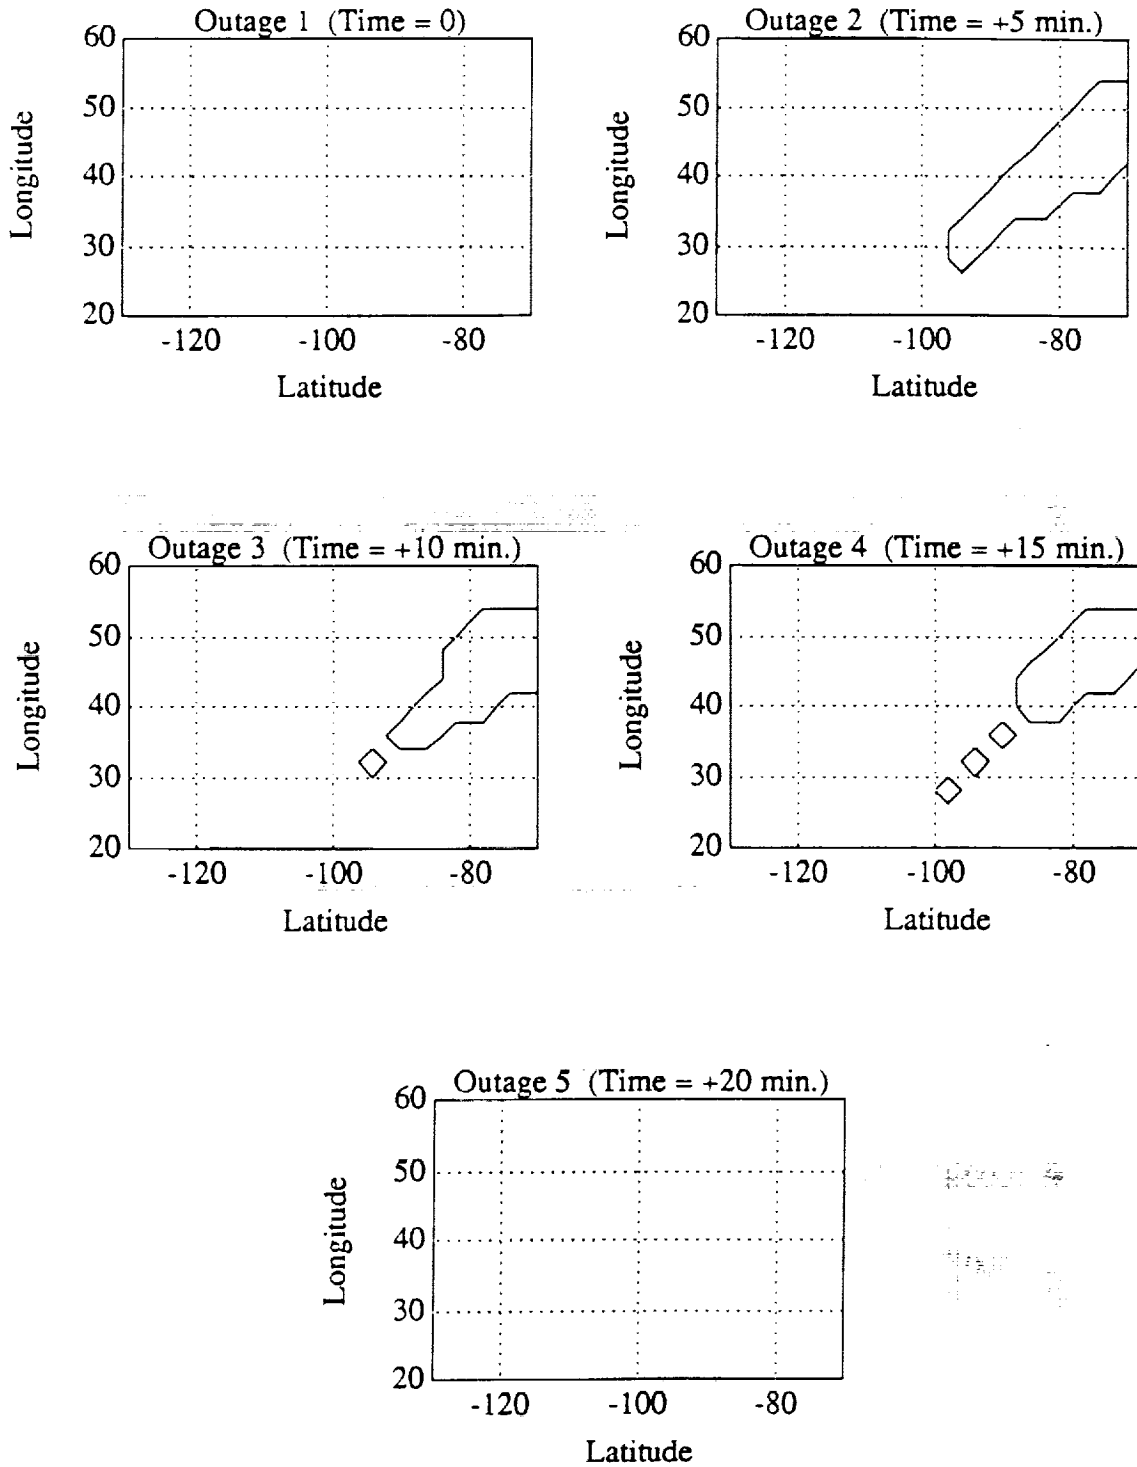 Outage 1 (Time = 0)
60
50
40
30
20
Longitude
-120 -100 -80
Latitude
Outage 2 (Time = +5 min.)
60
50
40
30
20
Longitude
-120 -100 -80
Latitude
Outage 3 (Time = +10 min.)
60
50
40
30
20
Longitude
-120 -100 -80
Latitude
Outage 4 (Time = +15 min.)
60
50
40
30
20
Longitude
-120 -100 -80
Latitude
Outage 5 (Time = +20 min.)
60
50
40
30
20
Longitude
-120 -100 -80
Latitude